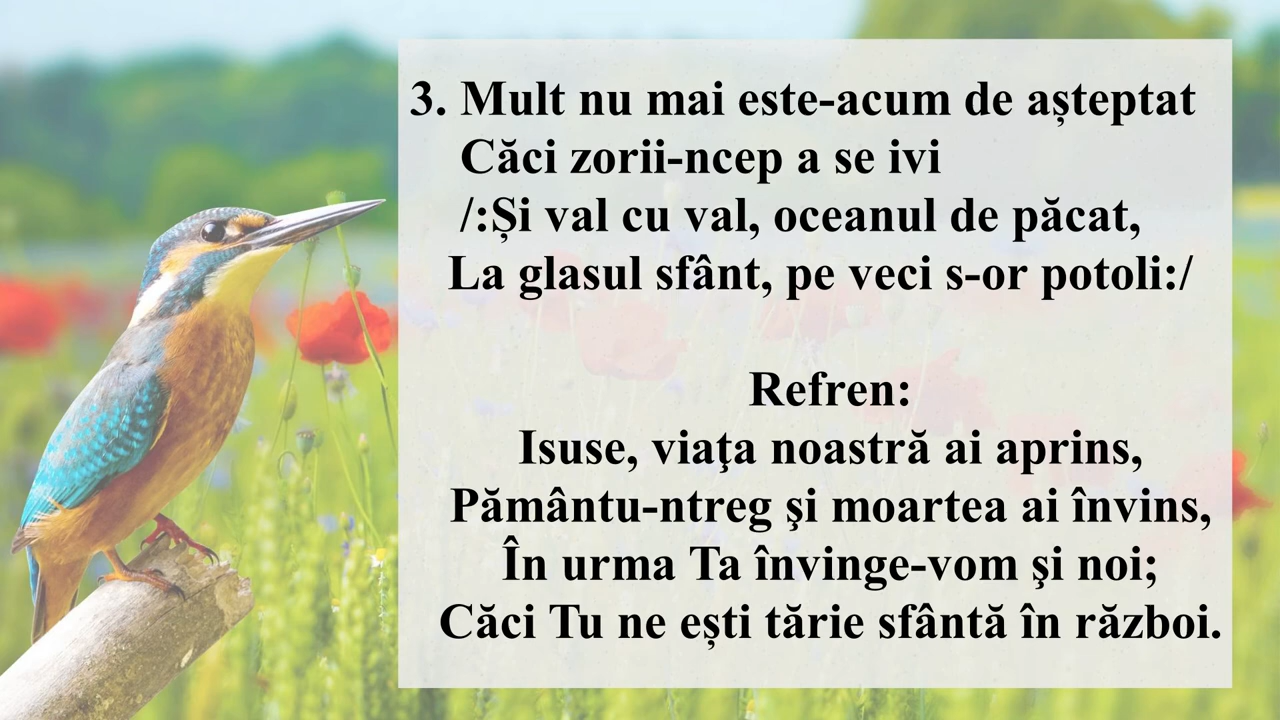 3. Mult nu mai este-acum de așteptat
Căci zorii-ncep a se ivi
/:Și val cu val, oceanul de păcat,
La glasul sfânt, pe veci s-or potoli:/
Refren:
Isuse, viaţa noastră ai aprins,
Pământu-ntreg şi moartea ai învins,
În urma Ta învinge-vom şi noi;
Căci Tu ne ești tărie sfântă în război.